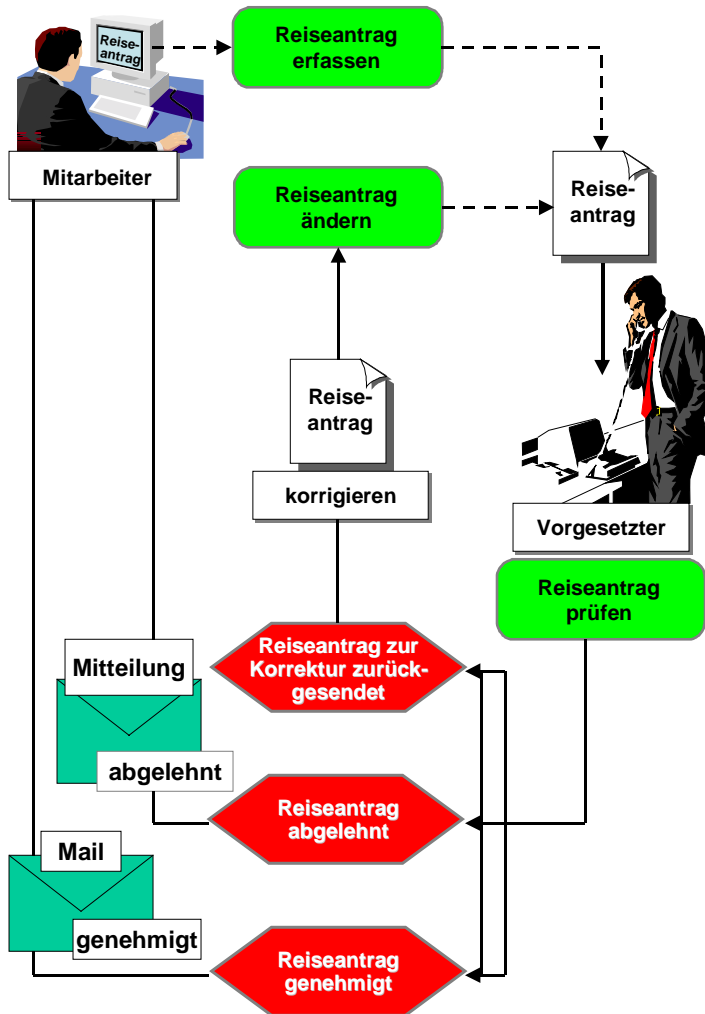 Reise-
antrag
Reiseantrag
erfassen
Mitarbeiter
Reiseantrag
ändern
Reise-
antrag
Reise-
antrag
korrigieren
Vorgesetzter
Reiseantrag
prüfen
Reiseantrag zur
Korrektur zurück-
gesendet
Mitteilung
abgelehnt
Reiseantrag
abgelehnt
Mail
genehmigt
Reiseantrag
genehmigt